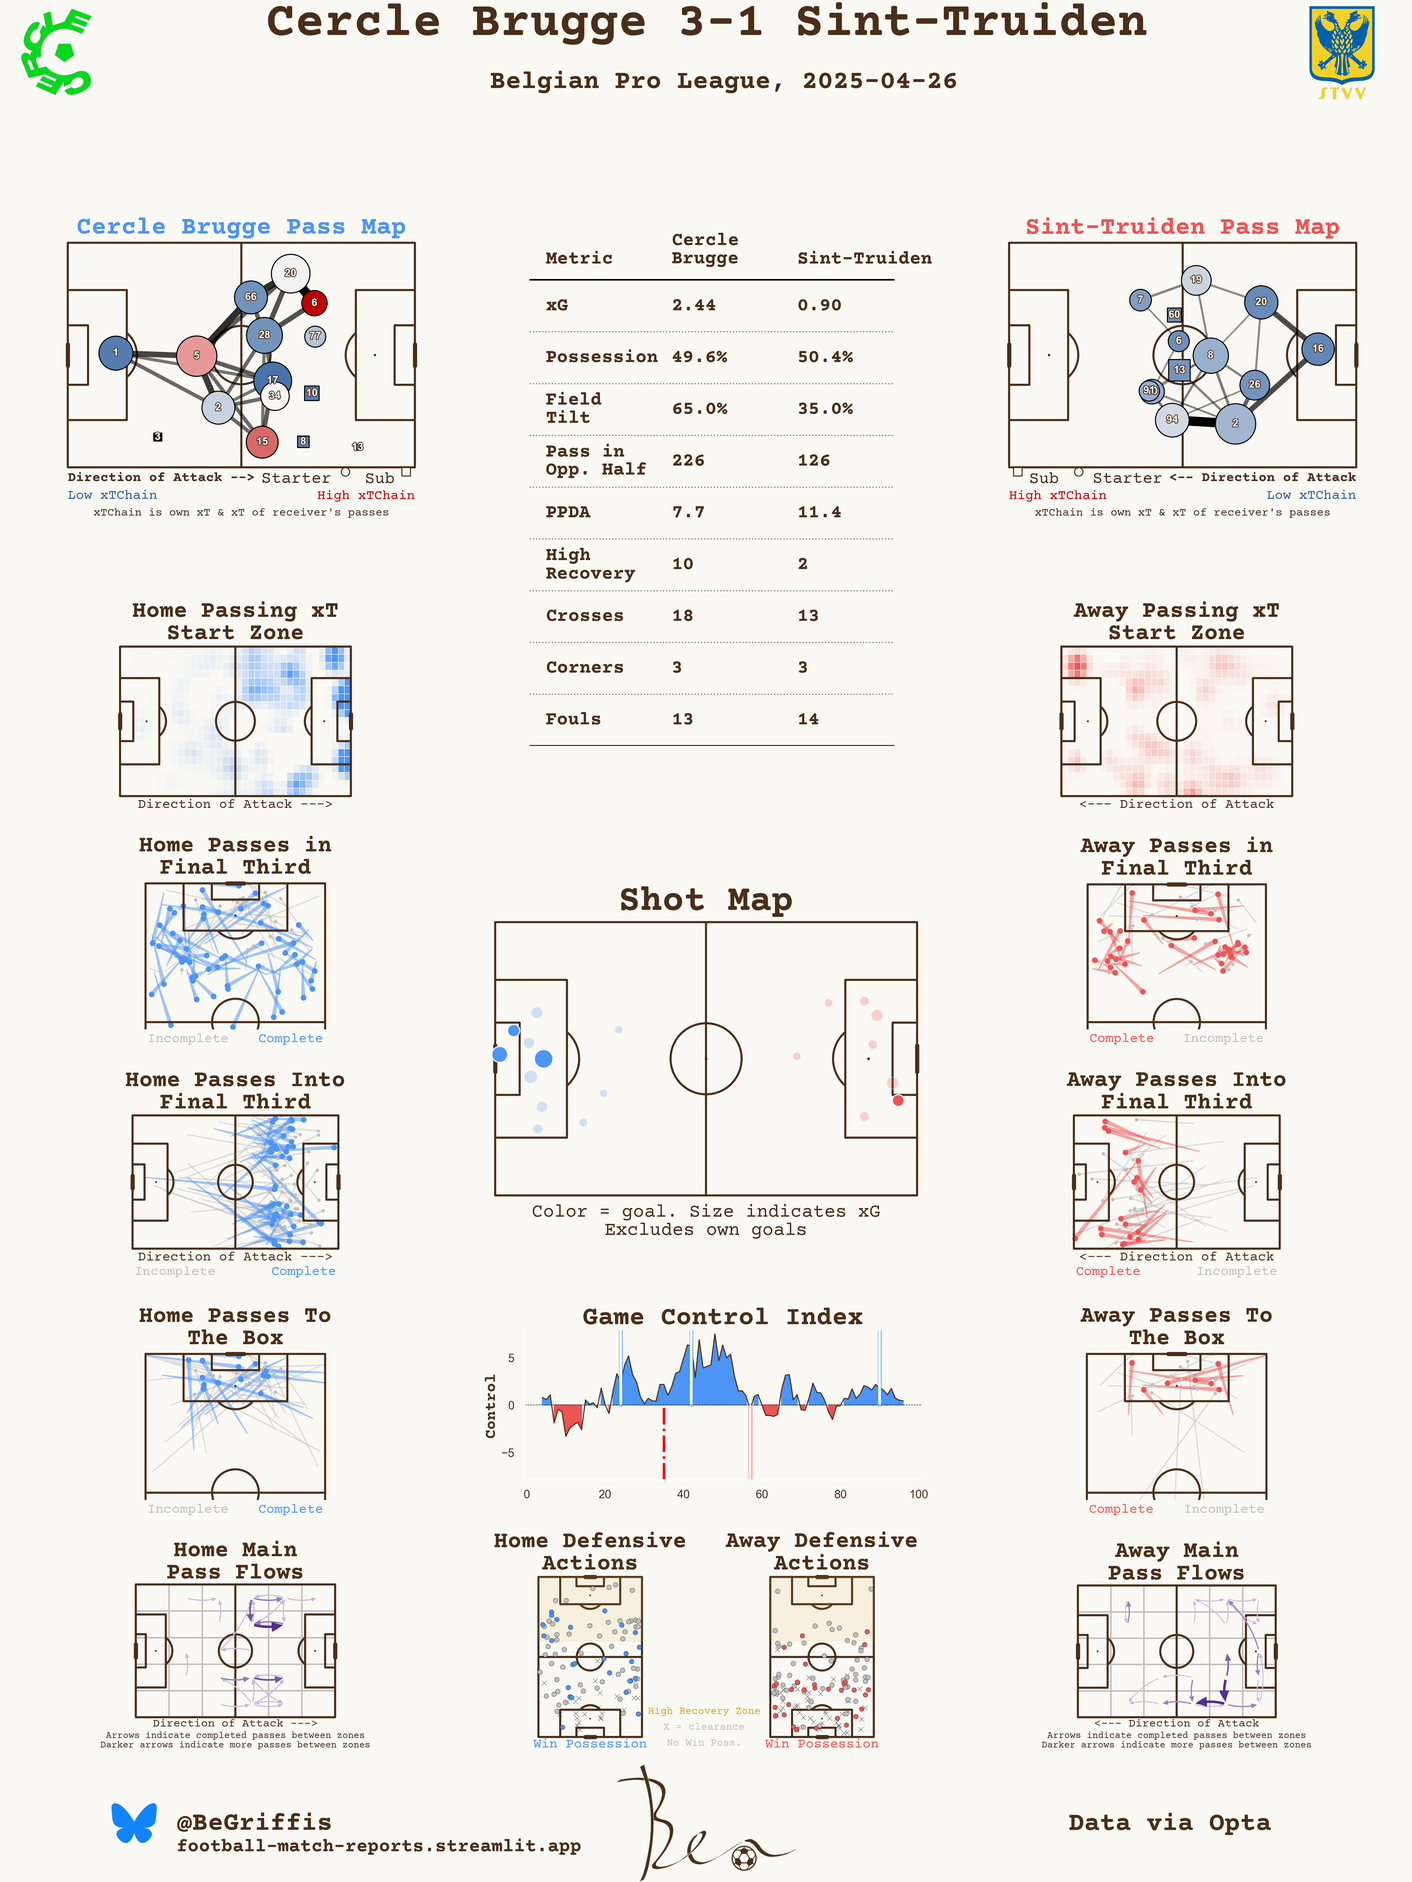 Cercle Brugge 3-1 Sint-Truiden
Belgian Pro League, 2025-04-26
STVV
Cercle Brugge Pass Map
20
66
6
28
77
1
5
17
34
10
2
15
8
3
13
Direction of Attack --> Starter Sub
Low xTChain High xTChain
xTChain is own xT & xT of receiver's passes
Metric Cercle Brugge Sint-Truiden
xG 2.44 0.90
Possession 49.6% 50.4%
Field Tilt 65.0% 35.0%
Pass in Opp. Half 226 126
PPDA 7.7 11.4
High Recovery 10 2
Crosses 18 13
Corners 3 3
Fouls 13 14
Sint-Truiden Pass Map
19
7
20
60
6
8
16
13
26
94
2
Sub Starter <-- Direction of Attack
High xTChain Low xTChain
xTChain is own xT & xT of receiver's passes
Home Passing xT
Start Zone
Direction of Attack --->
Away Passing xT
Start Zone
<--- Direction of Attack
Home Passes in
Final Third
Incomplete Complete
Away Passes in
Final Third
Complete Incomplete
Shot Map
Color = goal. Size indicates xG
Excludes own goals
Home Passes Into
Final Third
Direction of Attack --->
Incomplete Complete
Away Passes Into
Final Third
<--- Direction of Attack
Complete Incomplete
Home Passes To
The Box
Incomplete Complete
Game Control Index
Control
5
0
−5
0 20 40 60 80 100
Away Passes To
The Box
Complete Incomplete
Home Main
Pass Flows
Direction of Attack --->
Arrows indicate completed passes between zones
Darker arrows indicate more passes between zones
Home Defensive
Actions
Win Possession
High Recovery Zone
X = clearance
No Win Poss.
Away Defensive
Actions
Win Possession
Away Main
Pass Flows
<--- Direction of Attack
Arrows indicate completed passes between zones
Darker arrows indicate more passes between zones
@BeGriffis
football-match-reports.streamlit.app
Ben
Data via Opta